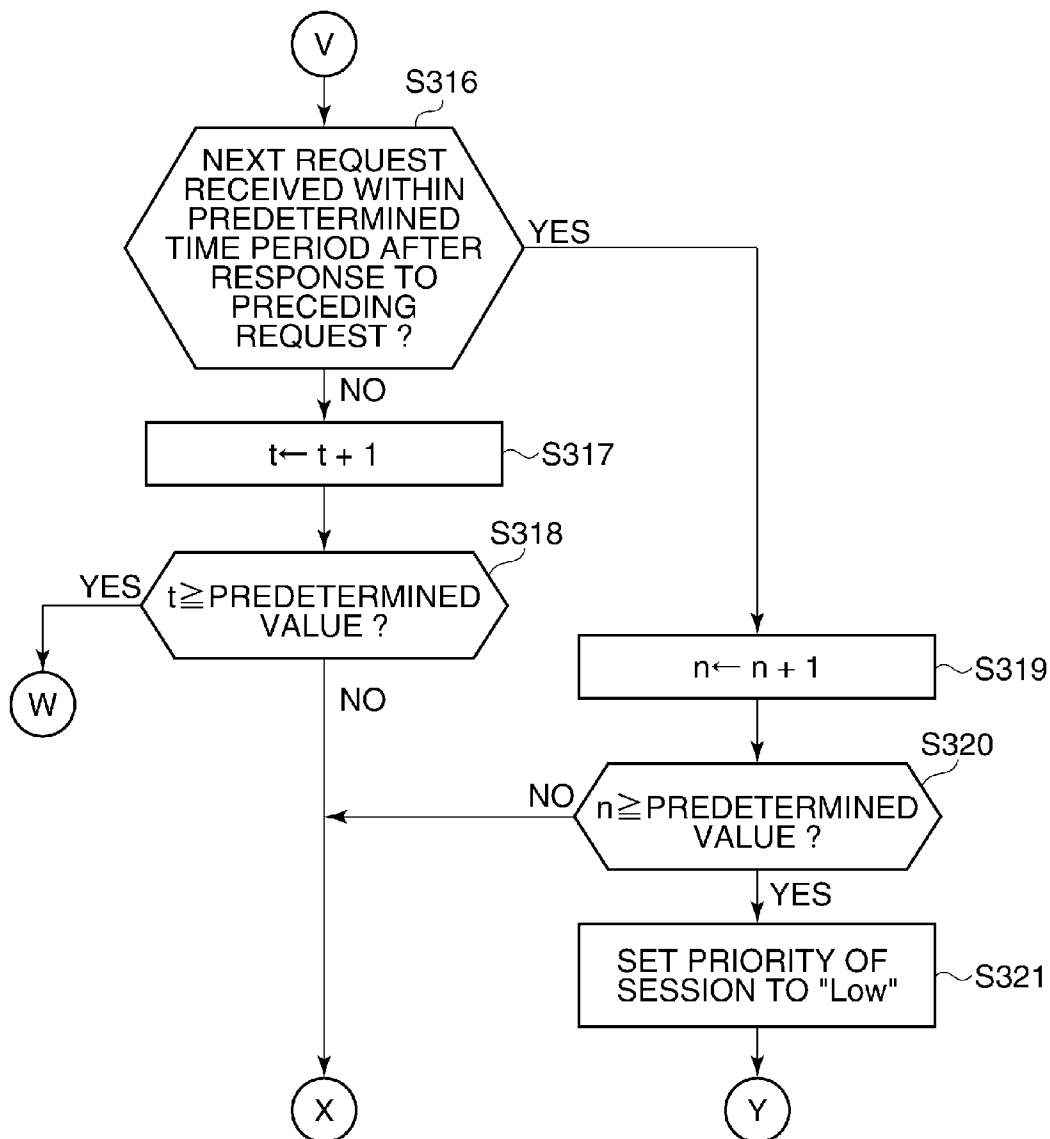 V
S316
NEXT REQUEST
RECEIVED WITHIN
PREDETERMINED
TIME PERIOD AFTER
RESPONSE TO
PRECEDING
REQUEST ?
YES
NO
t← t + 1
S317
S318
YES
t≧PREDETERMINED
VALUE ?
W
NO
n← n + 1
S319
S320
NO
n≧PREDETERMINED
VALUE ?
YES
SET PRIORITY OF
SESSION TO "Low"
S321
X
Y